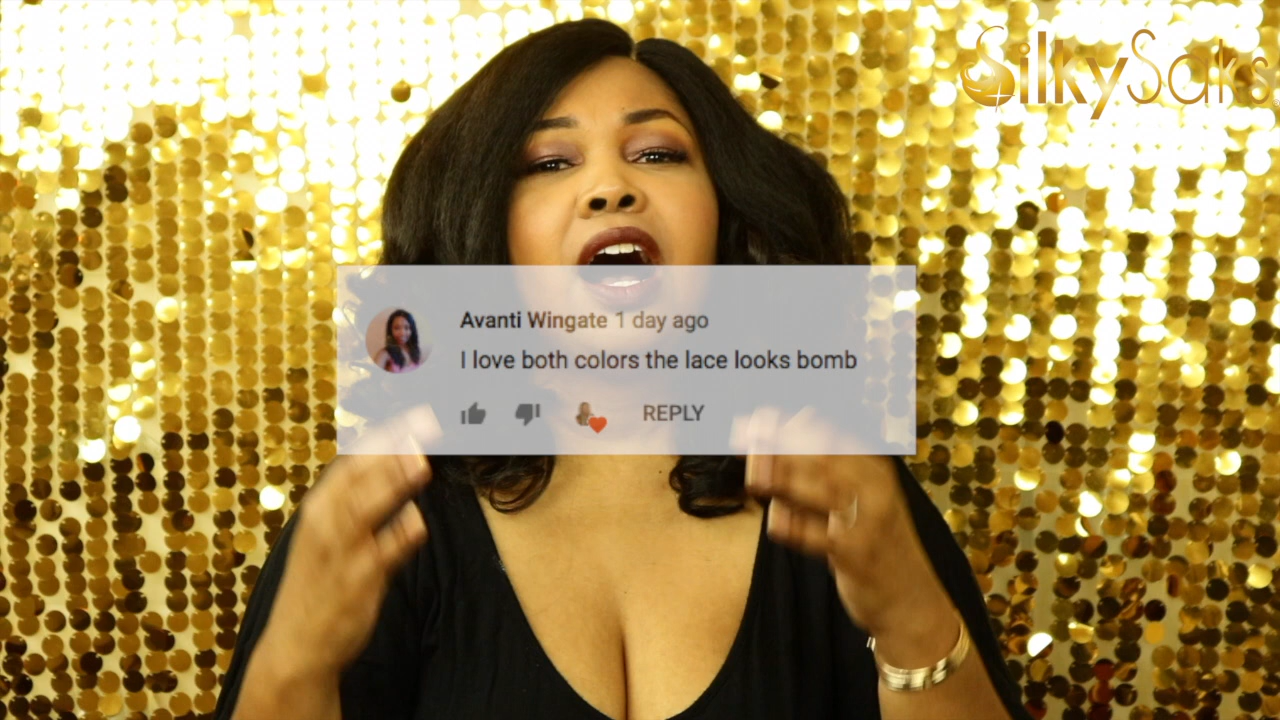 SilkySaks
Avanti Wingate 1 day ago
I love both colors the lace looks bomb
REPLY